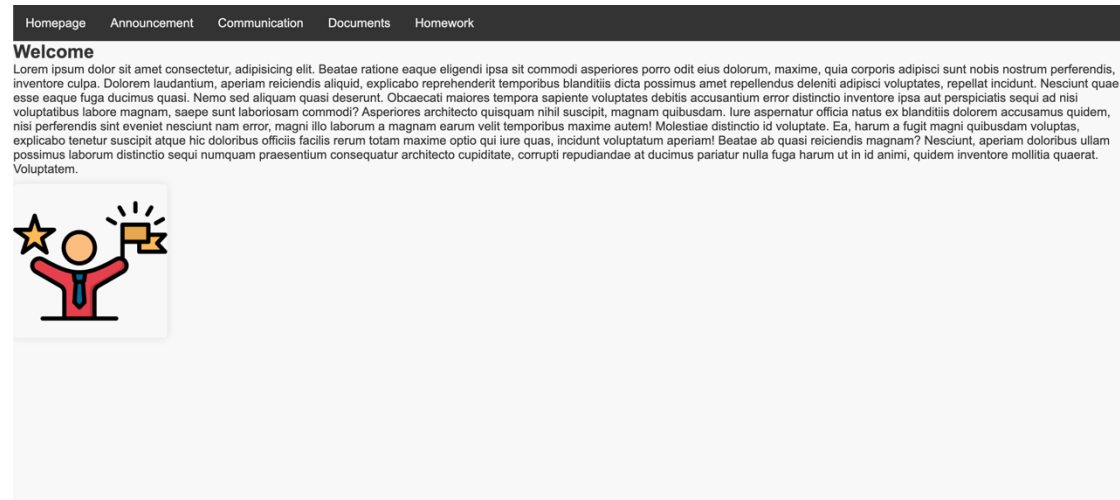 Homepage Announcement Communication Documents Homework
Welcome
Lorem ipsum dolor sit amet consectetur, adipisicing elit. Beatae ratione eaque eligendi ipsa sit commodi asperiores porro odit eius dolorum, maxime, quia corporis adipisci sunt nobis nostrum perferendis,
inventore culpa. Dolorem laudantium, aperiam reiciendis aliquid, explicabo reprehenderit temporibus blanditiis dicta possimus amet repellendus deleniti adipisci voluptates, repellat incidunt. Nesciunt quae
esse eaque fuga ducimus quasi. Nemo sed aliquam quasi deserunt. Obcaecati maiores tempora sapiente voluptates debitis accusantium error distinctio inventore ipsa aut perspiciatis sequi ad nisi
voluptatibus labore magnam, saepe sunt laboriosam commodi? Asperiores architecto quisquam nihil suscipit, magnam quibusdam. Iure aspernatur officia natus ex blanditiis dolorem accusamus quidem,
nisi perferendis sint eveniet nesciunt nam error, magni illo laborum a magnam earum velit temporibus maxime autem! Molestiae distinctio id voluptate. Ea, harum a fugit magni quibusdam voluptas,
explicabo tenetur suscipit atque hic doloribus officiis facilis rerum totam maxime optio qui iure quas, incidunt voluptatum aperiam! Beatae ab quasi reiciendis magnam? Nesciunt, aperiam doloribus ullam
possimus laborum distinctio sequi numquam praesentium consequatur architecto cupiditate, corrupti repudiandae at ducimus pariatur nulla fuga harum ut in id animi, quidem inventore mollitia quaerat.
Voluptatem.